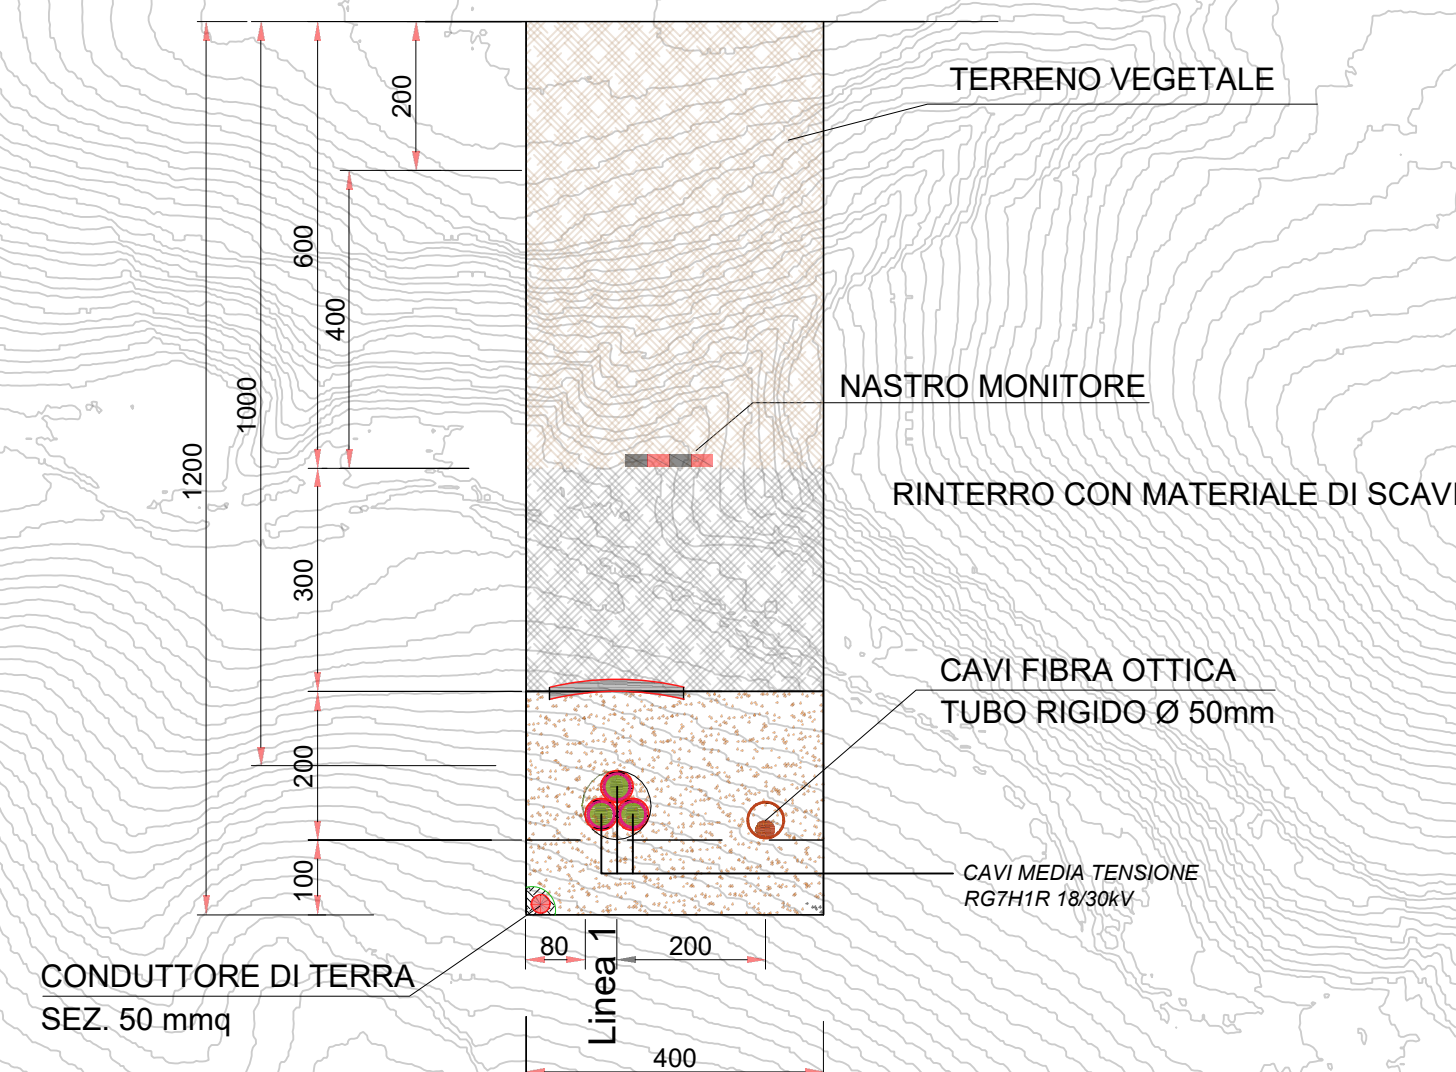 TERRENO VEGETALE
200
600
400
NASTRO MONITORE
1000
1200
RINTERRO CON MATERIALE DI SCAVI
300
CAVI FIBRA OTTICA
TUBO RIGIDO Ø 50mm
200
100
CAVI MEDIA TENSIONE
RG7H1R 18/30kV
80
Linea 1
200
CONDUTTORE DI TERRA
SEZ. 50 mmq
400